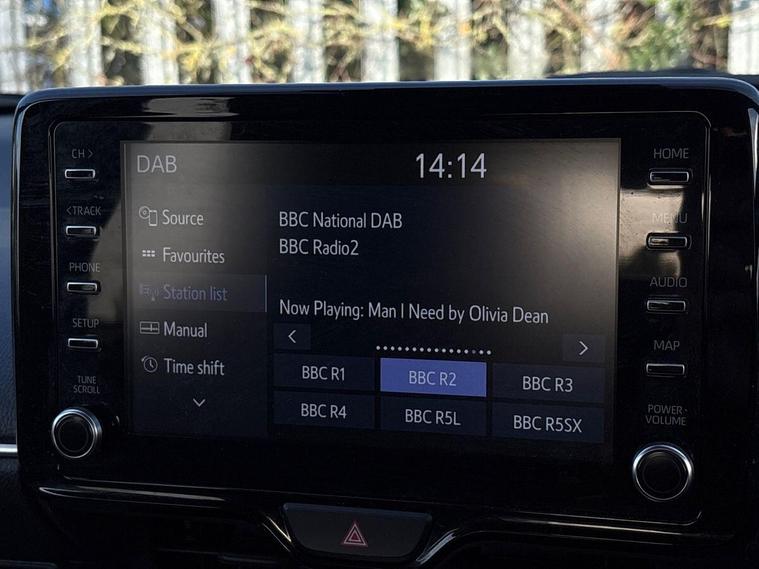 CH >
< TRACK
PHONE
SETUP
TUNE
SCROLL
DAB
14:14
Source
Favourites
Station list
Manual
Time shift
BBC National DAB
BBC Radio2
Now Playing: Man I Need by Olivia Dean
BBC R1
BBC R2
BBC R3
BBC R4
BBC R5L
BBC R5SX
HOME
MENU
AUDIO
MAP
POWER·
VOLUME